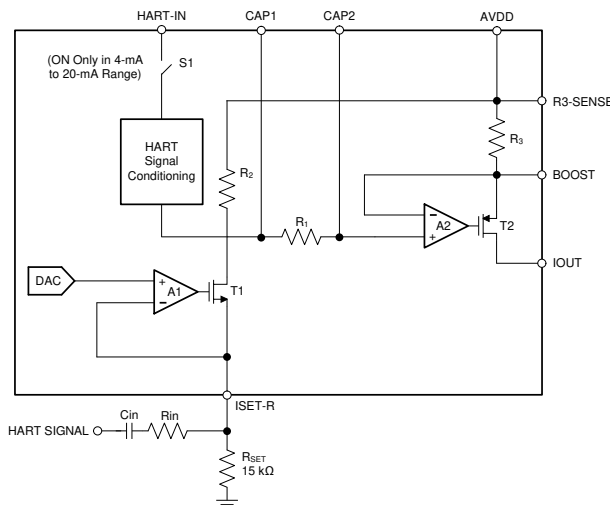 HART-IN
CAP1
CAP2
AVDD
(ON Only in 4-mA
to 20-mA Range)
S1
R3-SENSE
HART
Signal
Conditioning
R2
R3
BOOST
R1
A2
T2
IOUT
DAC
A1
T1
ISET-R
HART SIGNAL
Cin
Rin
RSET
15 kΩ